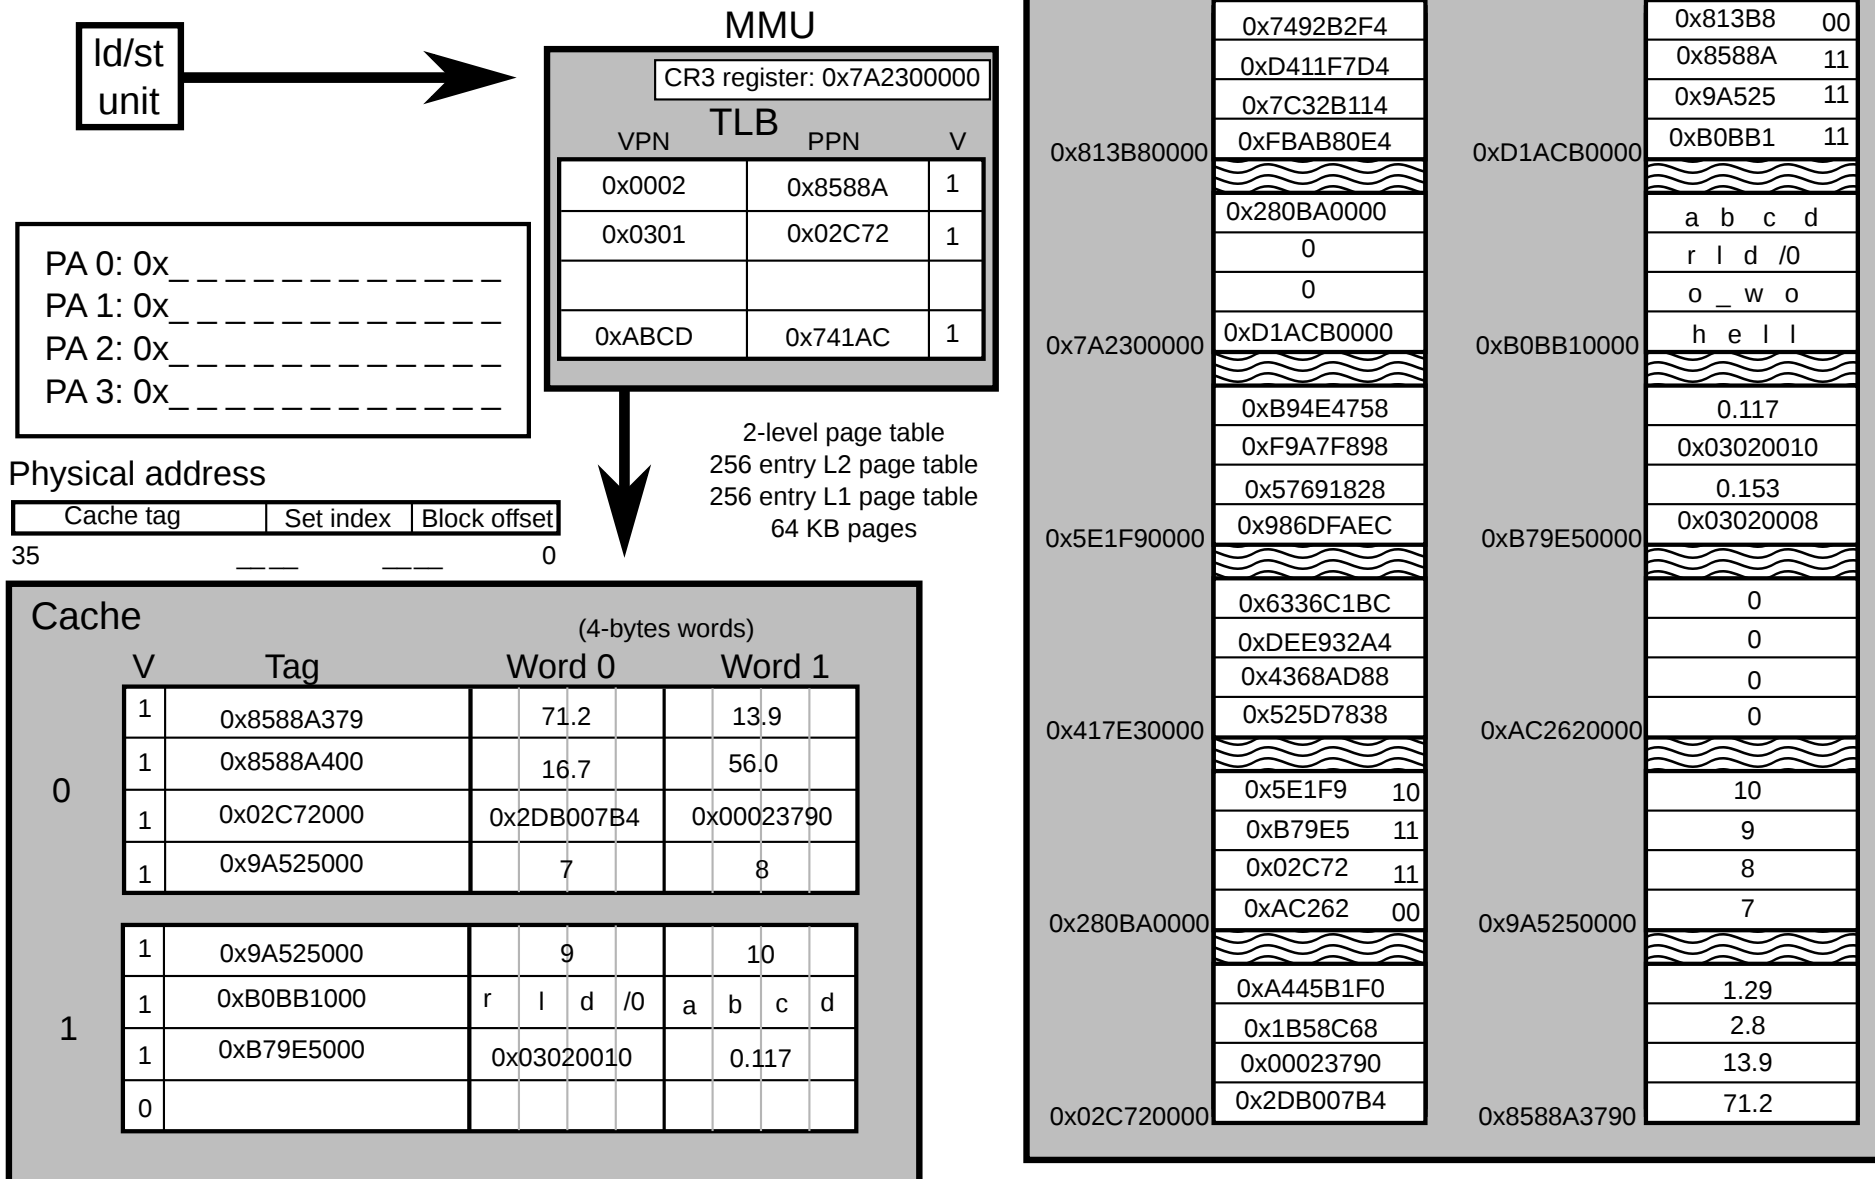 ld/st
unit
MMU
CR3 register: 0x7A2300000
TLB
VPN PPN V
0x0002 0x8588A 1
0x0301 0x02C72 1
0xABCD 0x741AC 1
PA 0: 0x_ _ _ _ _ _ _ _ _ _ _ _
PA 1: 0x_ _ _ _ _ _ _ _ _ _ _ _
PA 2: 0x_ _ _ _ _ _ _ _ _ _ _ _
PA 3: 0x_ _ _ _ _ _ _ _ _ _ _ _
2-level page table
256 entry L2 page table
256 entry L1 page table
64 KB pages
Physical address
Cache tag Set index Block offset
35 __ __ __ __ 0
Cache
(4-bytes words)
V Tag Word 0 Word 1
0
1 0x8588A379 71.2 13.9
1 0x8588A400 16.7 56.0
1 0x02C72000 0x2DB007B4 0x00023790
1 0x9A525000 7 8
1
1 0x9A525000 9 10
1 0xB0BB1000 r l d /0 a b c d
1 0xB79E5000 0x03020010 0.117
0
0x7492B2F4
0xD411F7D4
0x7C32B114
0x813B80000 0xFBAB80E4
0x280BA0000
0
0
0x7A2300000 0xD1ACB0000
0xB94E4758
0xF9A7F898
0x57691828
0x5E1F90000 0x986DFAEC
0x6336C1BC
0xDEE932A4
0x4368AD88
0x417E30000 0x525D7838
0x5E1F9 10
0xB79E5 11
0x02C72 11
0x280BA0000 0xAC262 00
0xA445B1F0
0x1B58C68
0x00023790
0x02C720000 0x2DB007B4
0x813B8 00
0x8588A 11
0x9A525 11
0xD1ACB0000 0xB0BB1 11
a b c d
r l d /0
o _ w o
0xB0BB10000 h e l l
0.117
0x03020010
0.153
0xB79E50000 0x03020008
0
0
0
0xAC2620000 0
10
9
8
0x9A5250000 7
1.29
2.8
13.9
0x8588A3790 71.2